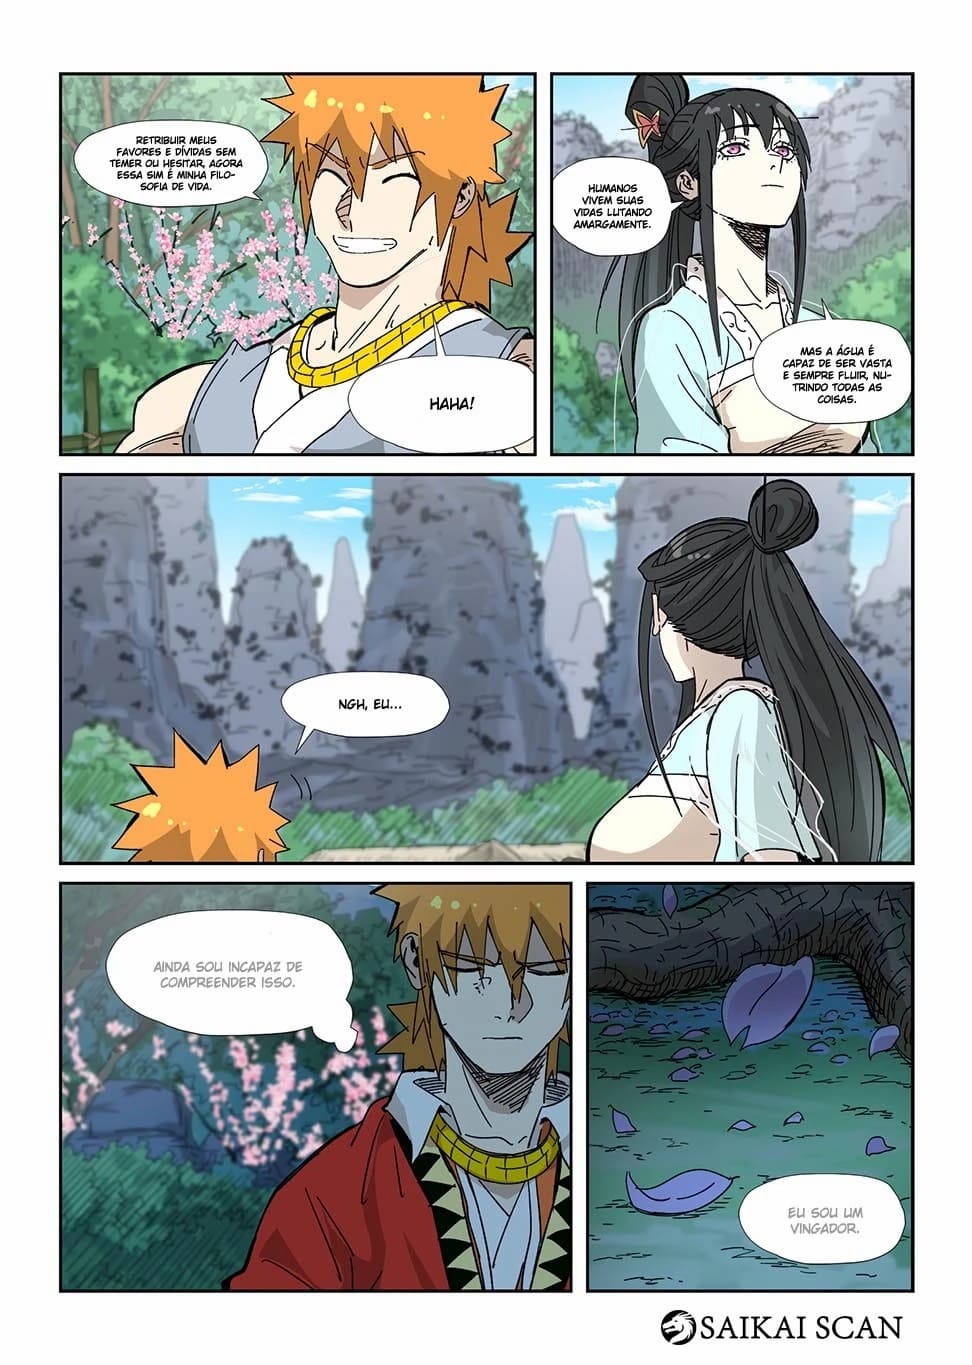 RETRIBUIR MEUS
FAVORES E DÍVIDAS SEM
TEMER OU HESITAR, AGORA
ESSA SIM É MINHA FILO-
SOFIA DE VIDA.
HAHA!
HUMANOS
VIVEM SUAS
VIDAS LUTANDO
AMARGAMENTE.
MAS A ÁGUA É
CAPAZ DE SER VASTA
E SEMPRE FLUIR, NU-
TRINDO TODAS AS
COISAS.
NGH, EU...
AINDA SOU INCAPAZ DE
COMPREENDER ISSO.
EU SOU UM
VINGADOR.
SAIKAI SCAN